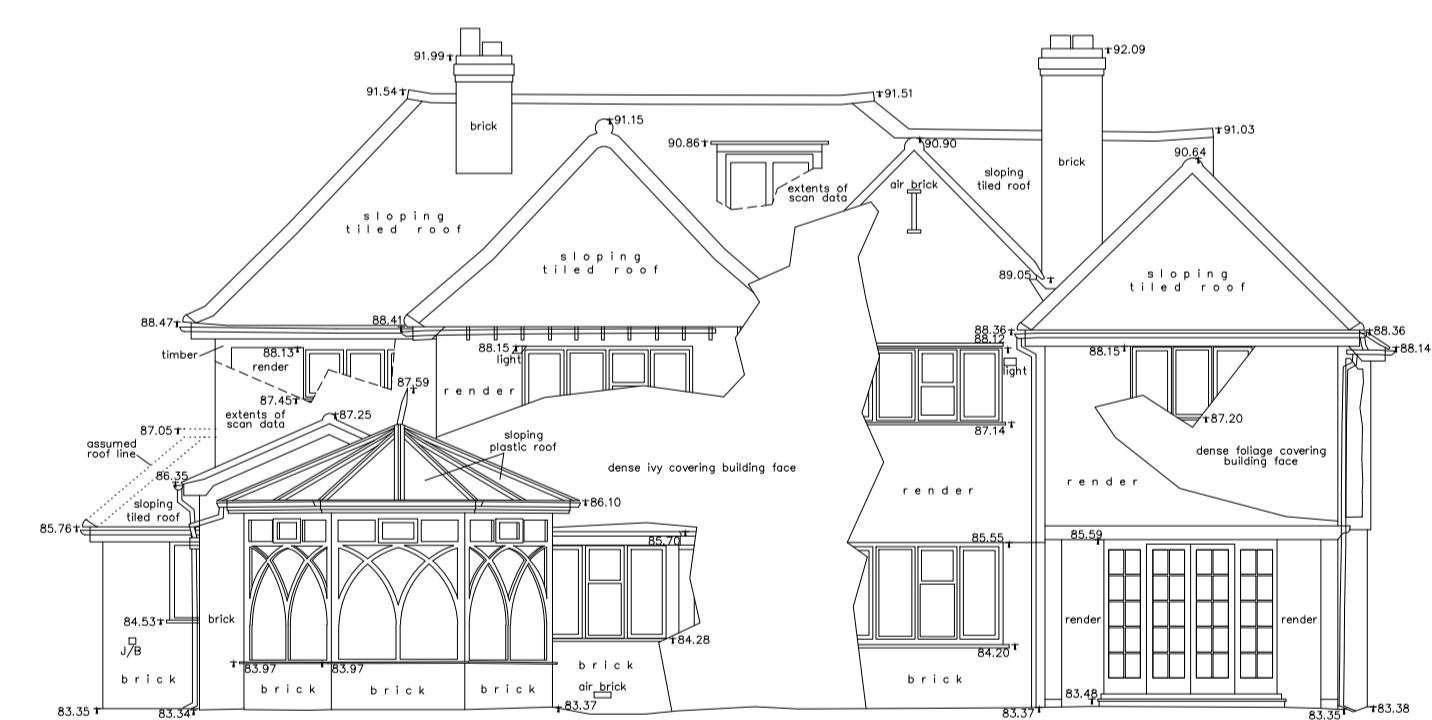 91.99
92.09
91.54
91.51
brick
91.15
91.03
90.86
90.90
90.64
brick
sloping
tiled roof
air brick
extents of
scan data
sloping
tiled roof
sloping
tiled roof
sloping
tiled roof
89.05
88.47
88.41
88.36
88.12
88.36
88.14
timber
88.13
render
88.15
light
light
88.15
87.59
render
87.45
extents of
scan data
87.25
87.20
87.05
87.14
assumed
roof line
sloping
plastic roof
dense ivy covering building face
dense foliage covering
building face
86.35
render
render
sloping
tiled roof
86.10
85.76
85.70
85.55
85.59
84.53
brick
render
render
J/B
84.28
84.20
brick
83.97
83.97
brick
brick
brick
brick
air brick
brick
83.48
83.35
83.34
83.37
83.37
83.35
83.38